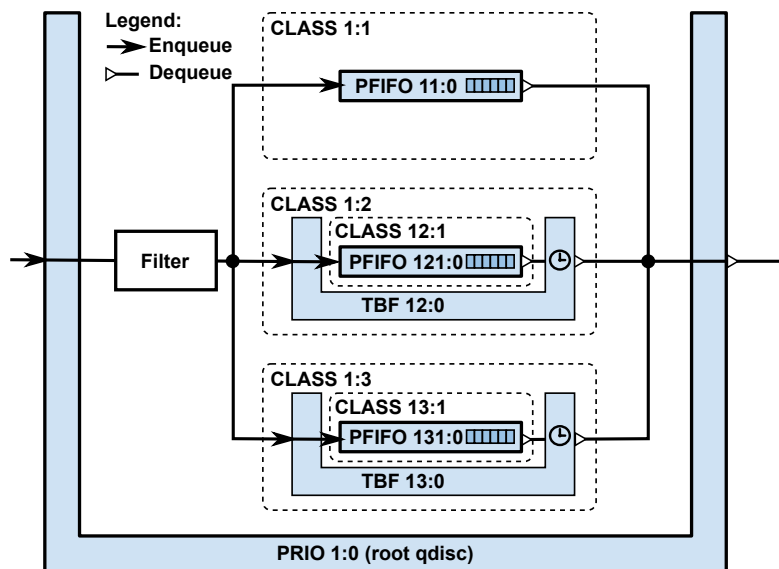 Legend:
Enqueue
Dequeue
CLASS 1:1
PFIFO 11:0
CLASS 1:2
CLASS 12:1
Filter
PFIFO 121:0
TBF 12:0
CLASS 1:3
CLASS 13:1
PFIFO 131:0
TBF 13:0
PRIO 1:0 (root qdisc)